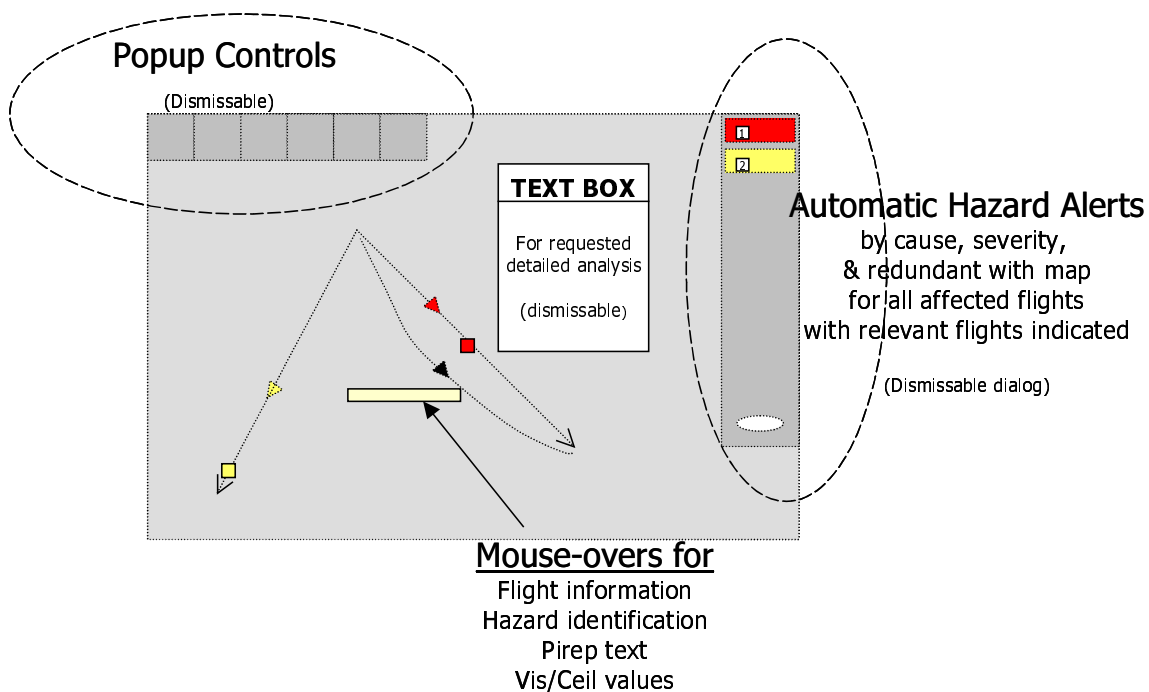 Popup Controls
(Dismissable)
1
2
TEXT BOX
For requested
detailed analysis
(dismissable)
Automatic Hazard Alerts
by cause, severity,
& redundant with map
for all affected flights
with relevant flights indicated
(Dismissable dialog)
Mouse-overs for
Flight information
Hazard identification
Pirep text
Vis/Ceil values